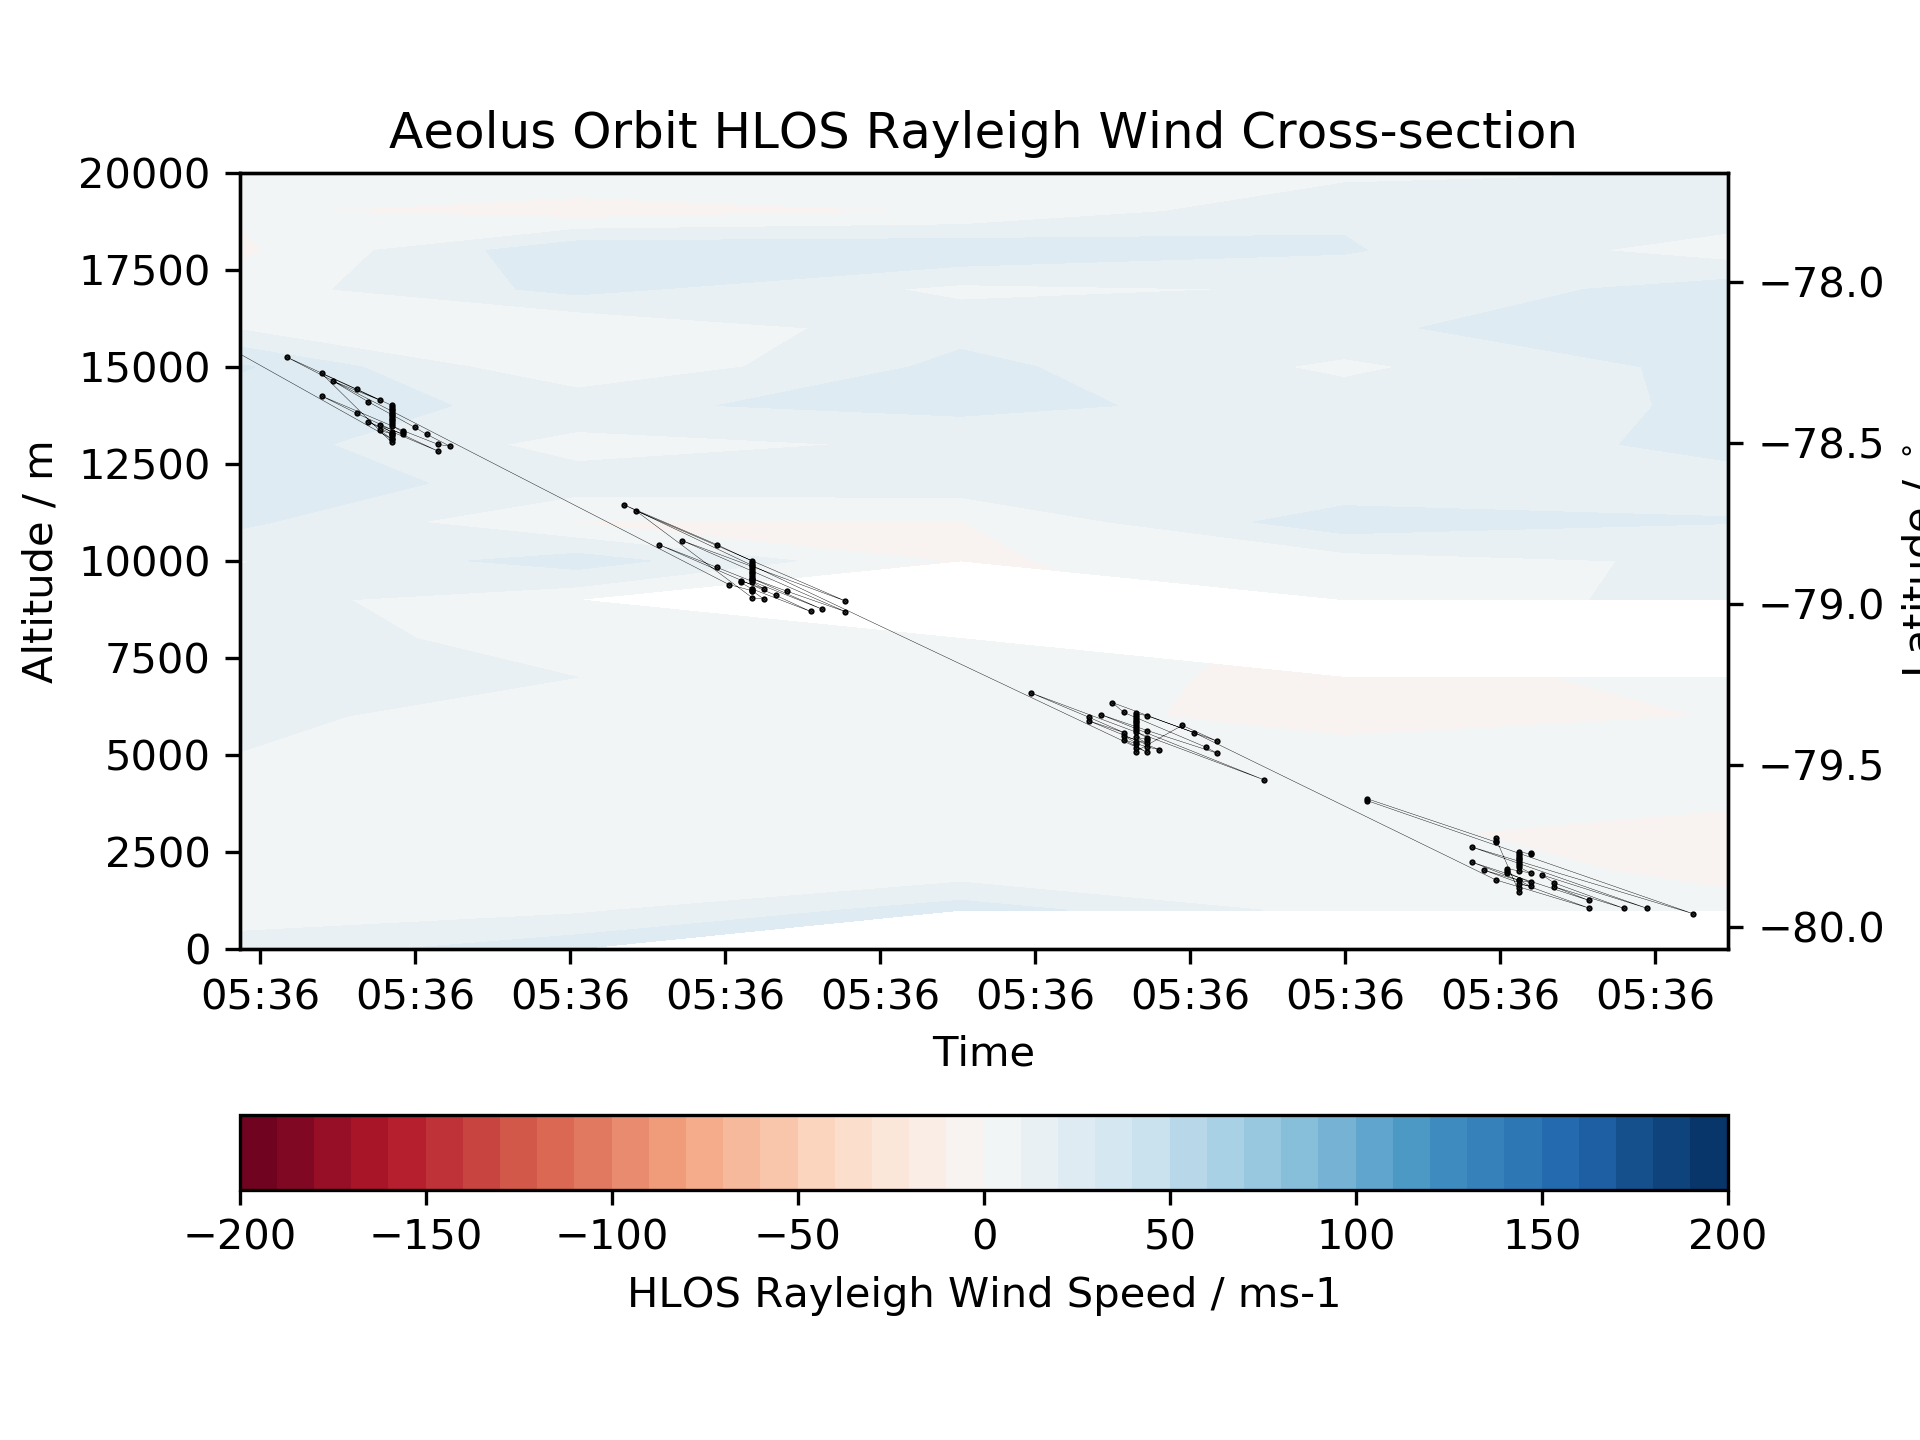 Aeolus Orbit HLOS Rayleigh Wind Cross-section
20000
17500
15000
12500
10000
7500
5000
2500
0
Altitude / m
−78.0
−78.5
−79.0
−79.5
−80.0
Latitude / °
05:36 05:36 05:36 05:36 05:36 05:36 05:36 05:36 05:36 05:36
Time
−200 −150 −100 −50 0 50 100 150 200
HLOS Rayleigh Wind Speed / ms-1